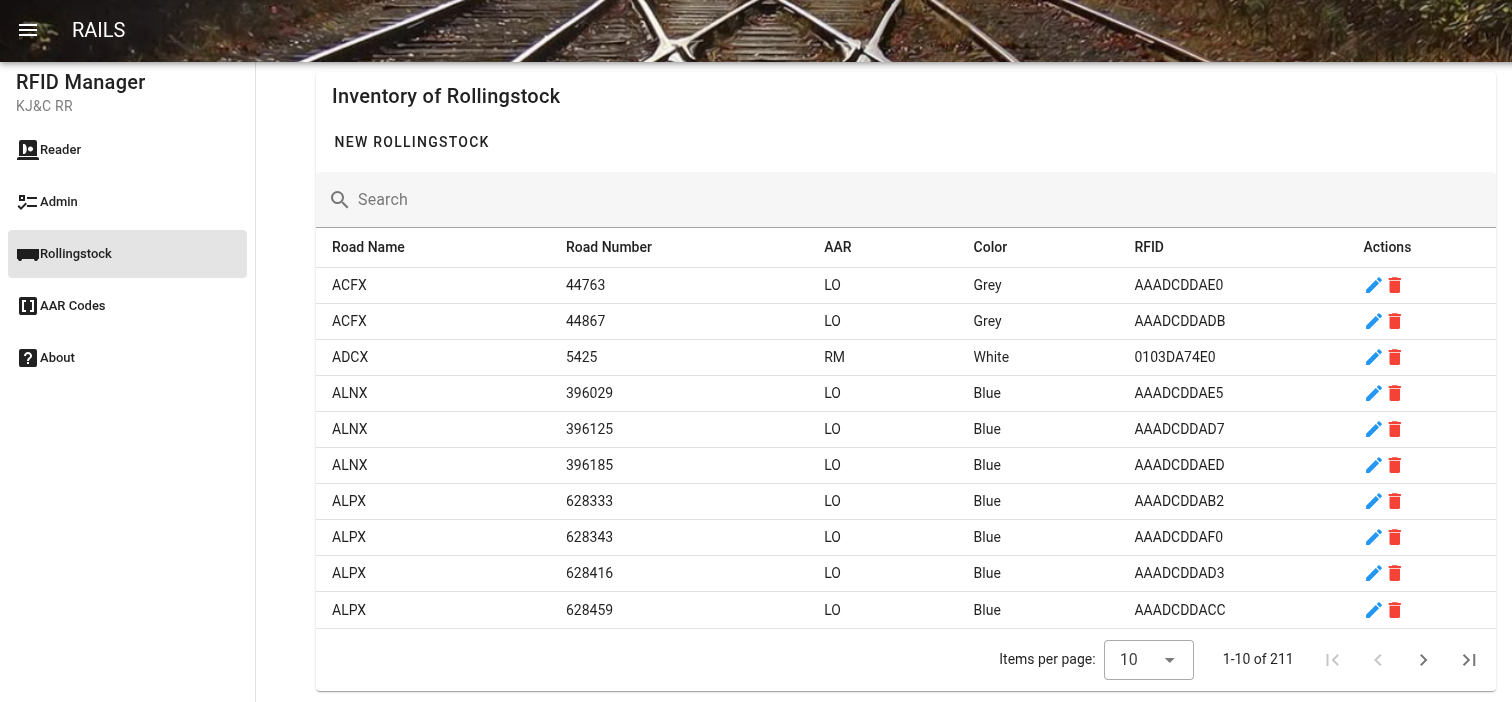 RAILS
RFID Manager
KJ&C RR
Reader
Admin
Rollingstock
AAR Codes
About
Inventory of Rollingstock
NEW ROLLINGSTOCK
Search
Road Name Road Number AAR Color RFID Actions
ACFX 44763 LO Grey AAADCDDAE0
ACFX 44867 LO Grey AAADCDDADB
ADCX 5425 RM White 0103DA74E0
ALNX 396029 LO Blue AAADCDDAE5
ALNX 396125 LO Blue AAADCDDAD7
ALNX 396185 LO Blue AAADCDDAED
ALPX 628333 LO Blue AAADCDDAB2
ALPX 628343 LO Blue AAADCDDAF0
ALPX 628416 LO Blue AAADCDDAD3
ALPX 628459 LO Blue AAADCDDACC
Items per page: 10 1-10 of 211